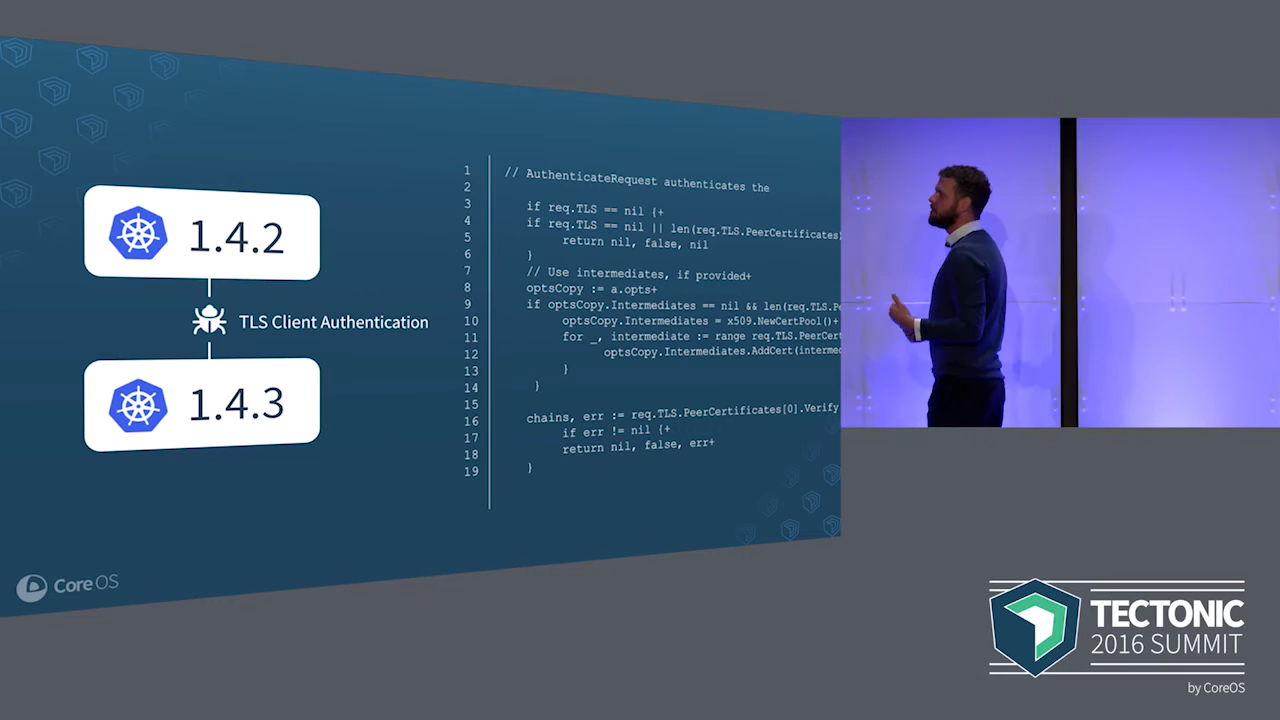 1.4.2
TLS Client Authentication
1.4.3
1
2
3
4
5
6
7
8
9
10
11
12
13
14
15
16
17
18
19
// AuthenticateRequest authenticates the
if req.TLS == nil {+
if req.TLS == nil || len(req.TLS.PeerCertificates)
return nil, false, nil
}
// Use intermediates, if provided+
optsCopy := a.opts+
if optsCopy.Intermediates == nil && len(req.TLS.Pe
optsCopy.Intermediates = x509.NewCertPool()+
for _, intermediate := range req.TLS.PeerCert
optsCopy.Intermediates.AddCert(interme
}
}
chains, err := req.TLS.PeerCertificates[0].Verify
if err != nil {+
return nil, false, err+
}
CoreOS
TECTONIC
2016 SUMMIT
by CoreOS